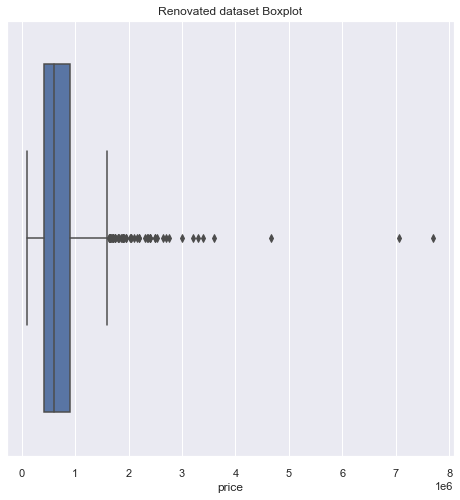 Renovated dataset Boxplot
0 1 2 3 4 5 6 7 8
price
1e6